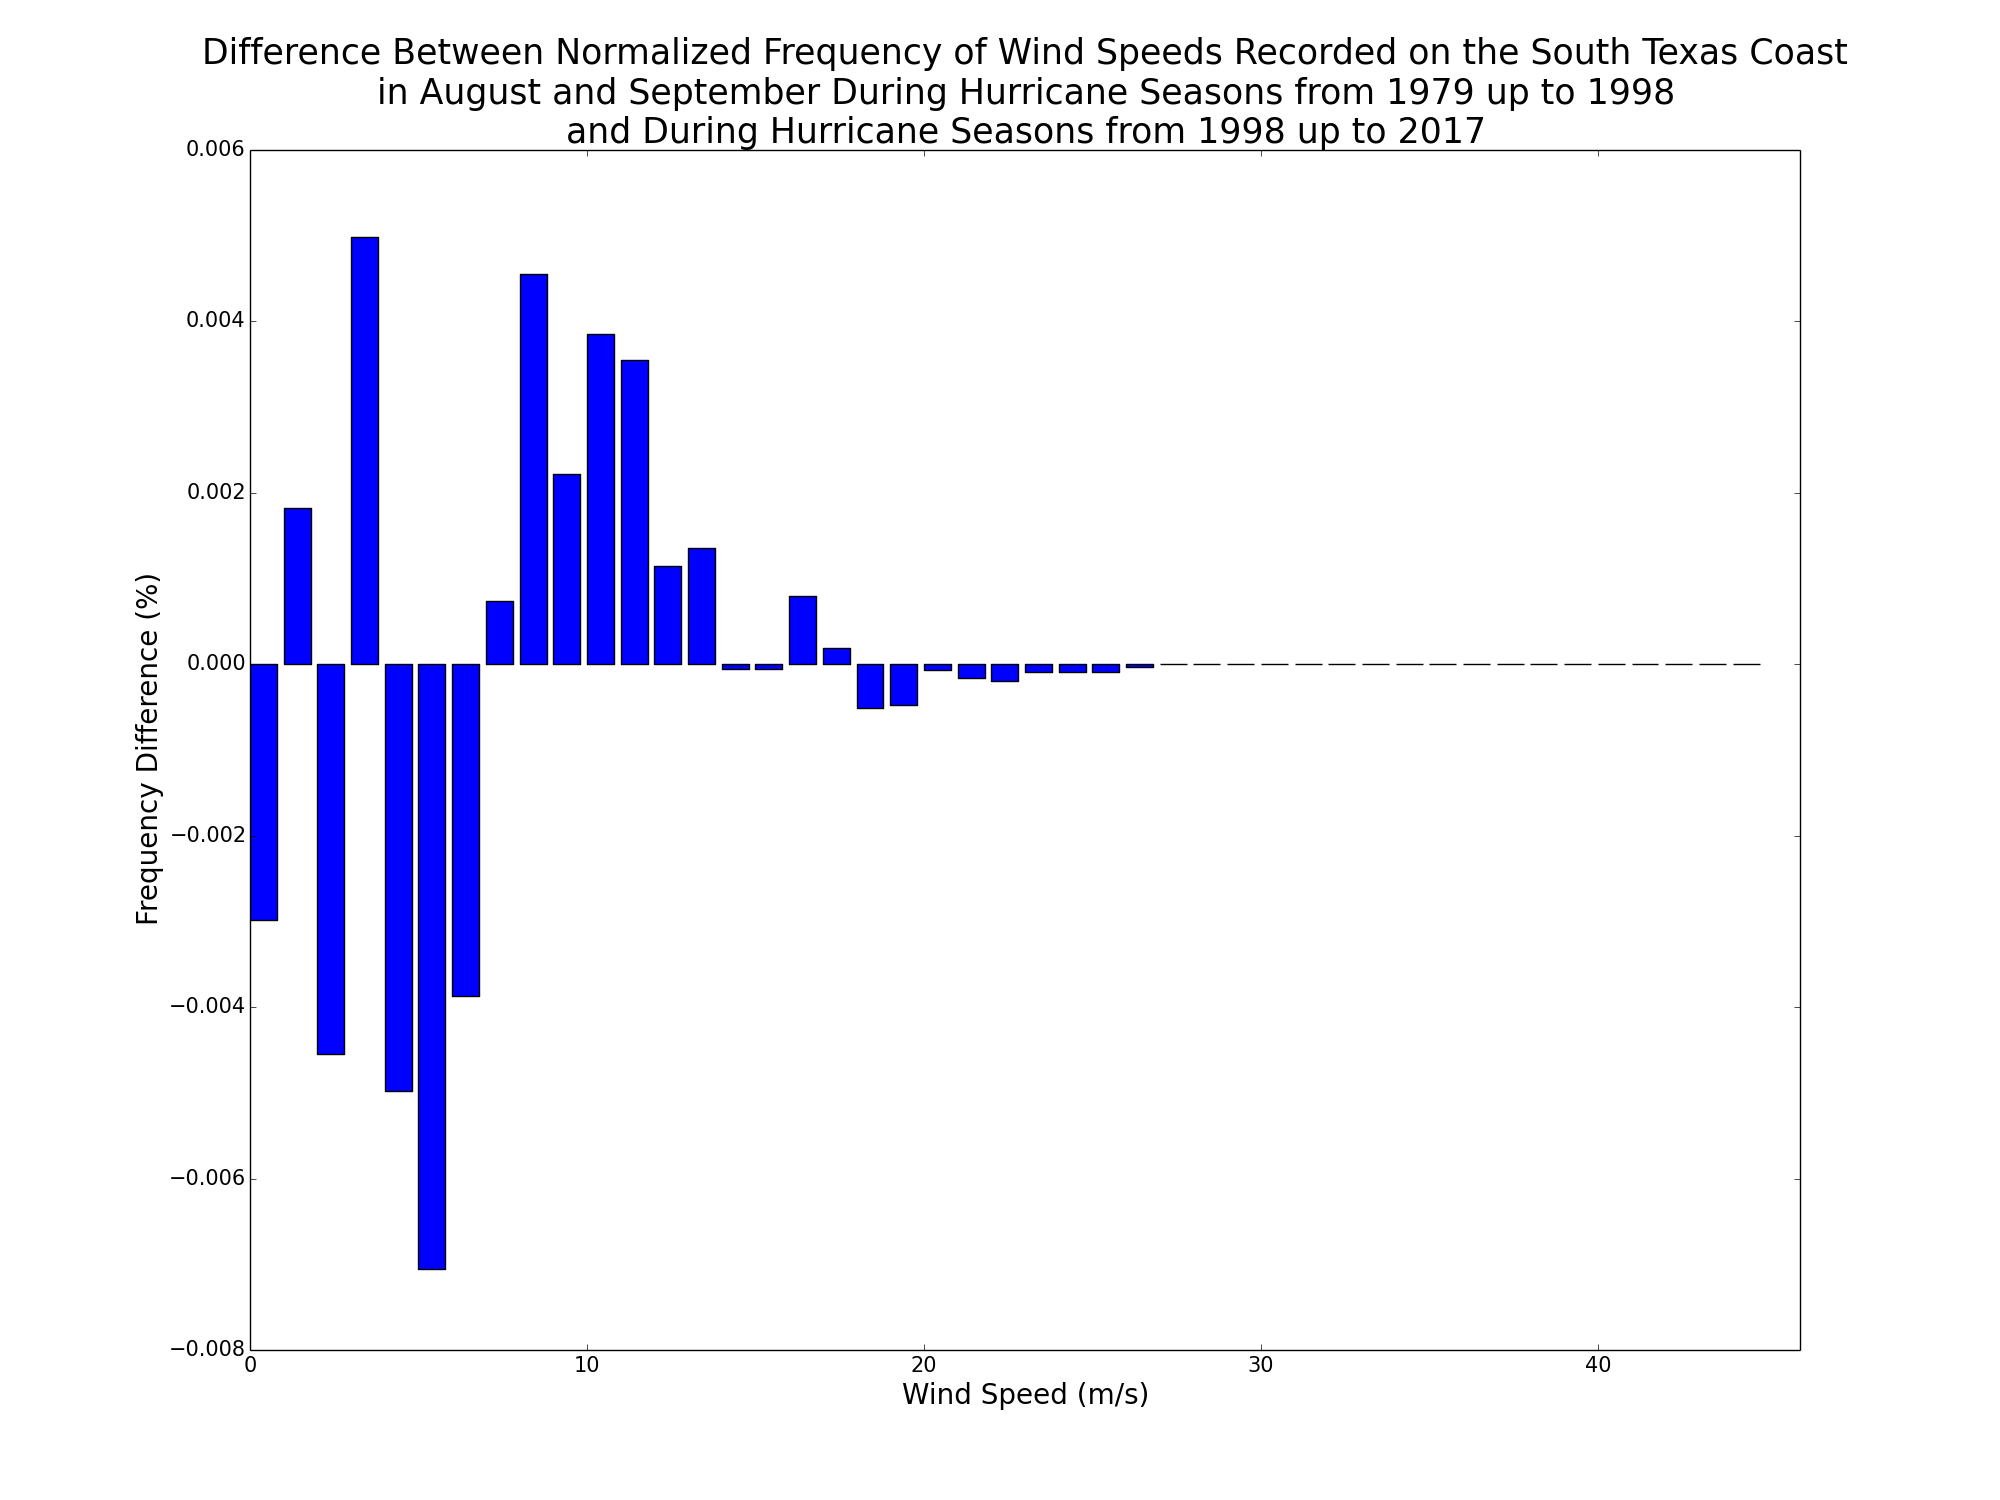 Difference Between Normalized Frequency of Wind Speeds Recorded on the South Texas Coast
in August and September During Hurricane Seasons from 1979 up to 1998
and During Hurricane Seasons from 1998 up to 2017
0.006
0.004
0.002
0.000
−0.002
−0.004
−0.006
−0.008
Frequency Difference (%)
0 10 20 30 40
Wind Speed (m/s)